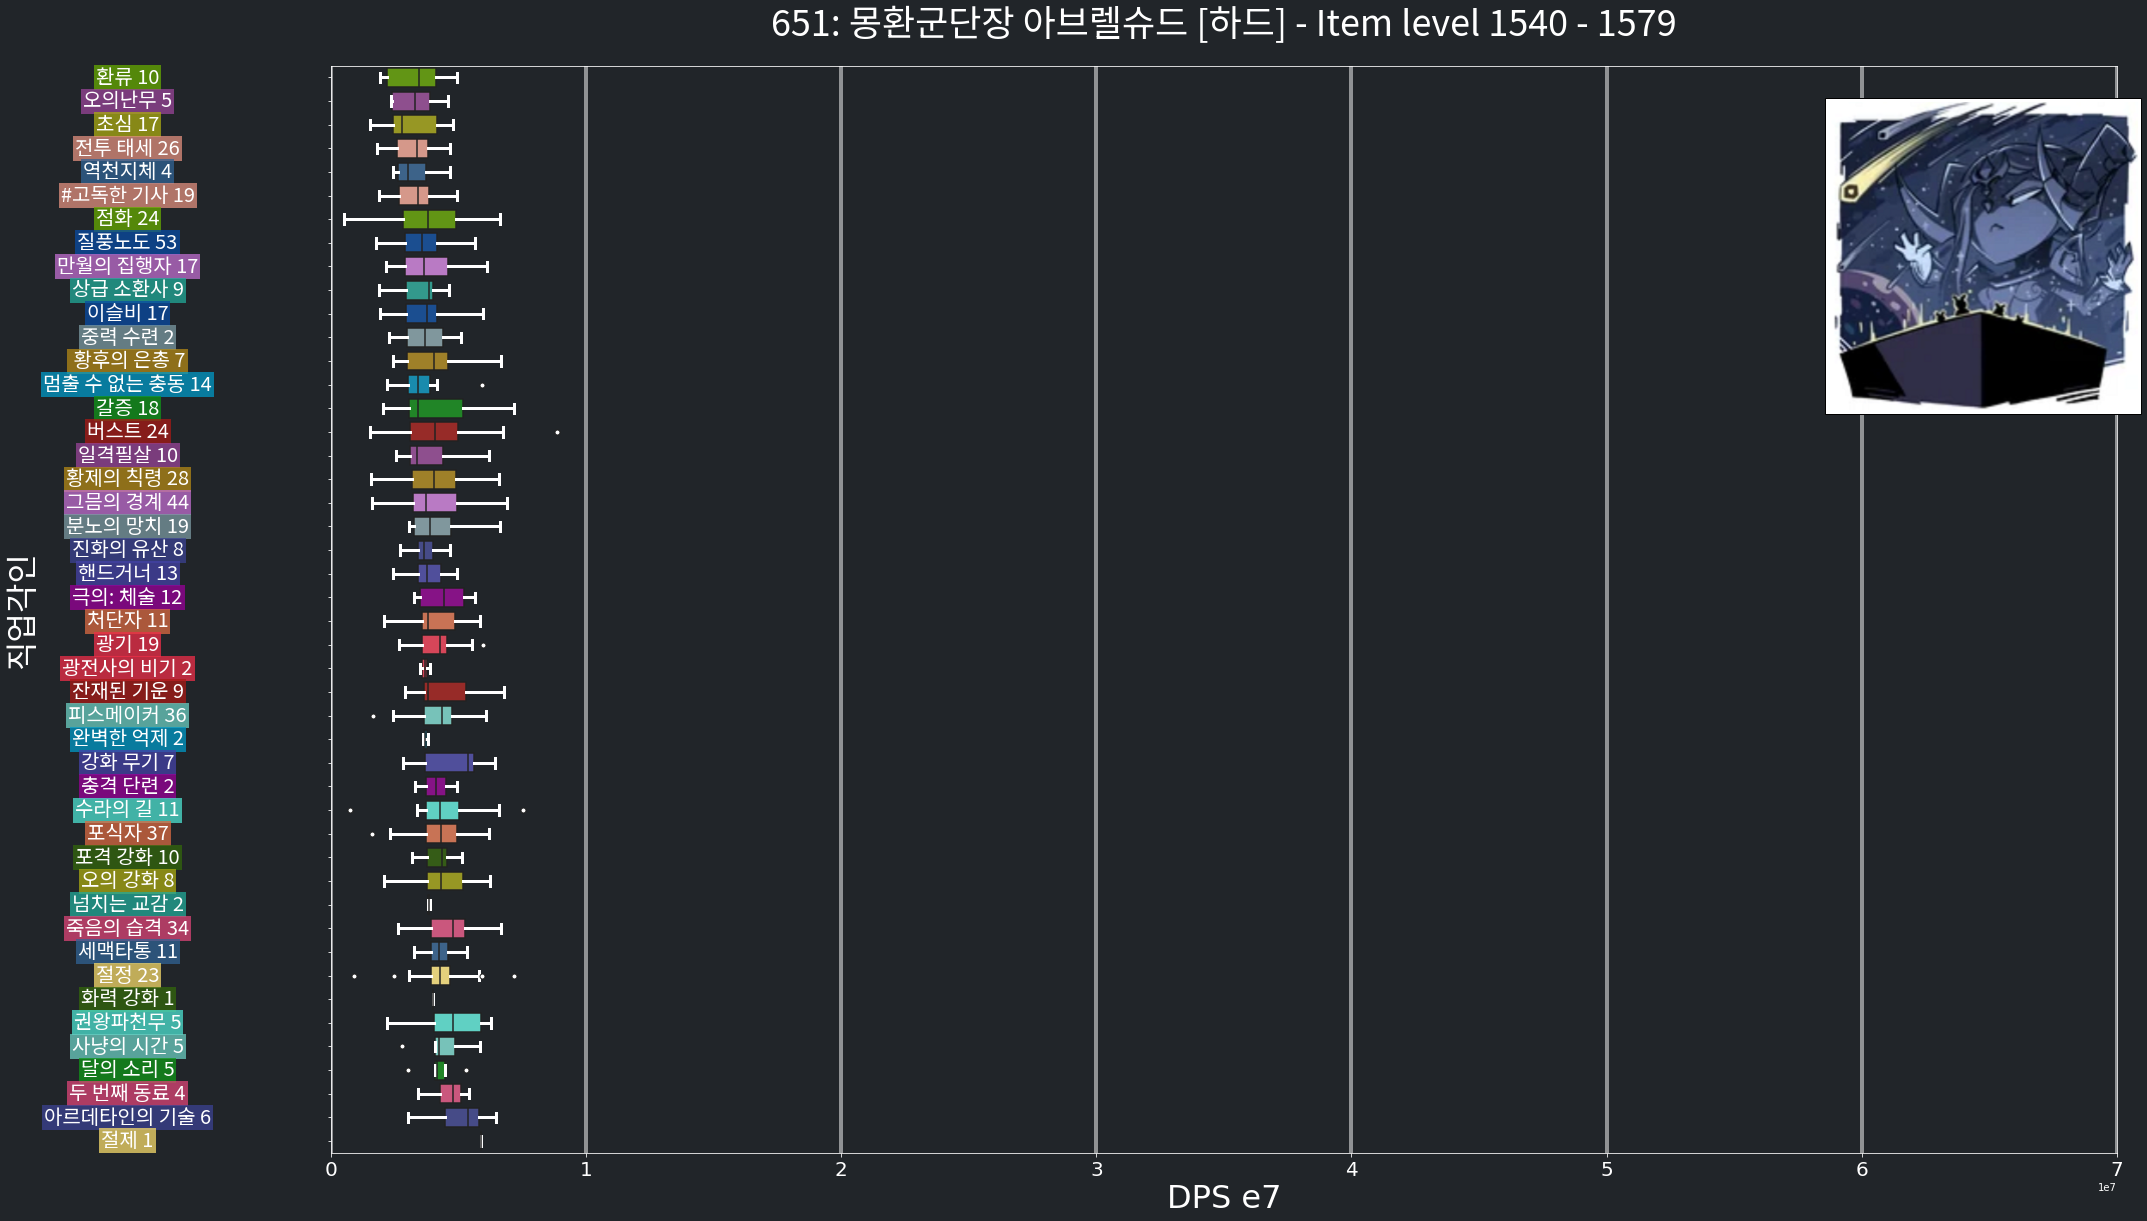 651: 몽환군단장 아브렐슈드 [하드] - Item level 1540 - 1579
직업각인
환류 10
오의난무 5
초심 17
전투 태세 26
역천지체 4
#고독한 기사 19
점화 24
질풍노도 53
만월의 집행자 17
상급 소환사 9
이슬비 17
중력 수련 2
황후의 은총 7
멈출 수 없는 충동 14
갈증 18
버스트 24
일격필살 10
황제의 칙령 28
그믐의 경계 44
분노의 망치 19
진화의 유산 8
핸드거너 13
극의: 체술 12
처단자 11
광기 19
광전사의 비기 2
잔재된 기운 9
피스메이커 36
완벽한 억제 2
강화 무기 7
충격 단련 2
수라의 길 11
포식자 37
포격 강화 10
오의 강화 8
넘치는 교감 2
죽음의 습격 34
세맥타통 11
절정 23
화력 강화 1
권왕파천무 5
사냥의 시간 5
달의 소리 5
두 번째 동료 4
아르데타인의 기술 6
절제 1
0 1 2 3 4 5 6 7
1e7
DPS e7